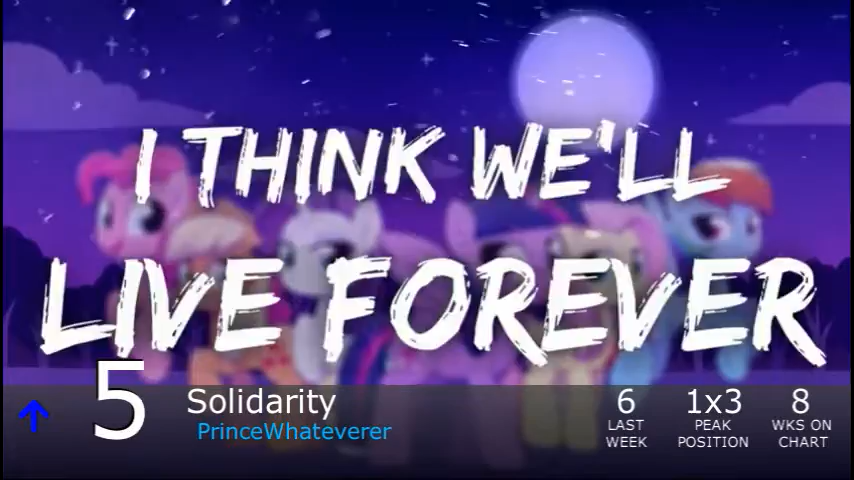 I THINK WE'LL
LIVE FOREVER
5
Solidarity
PrinceWhateverer
6
LAST
WEEK
1x3
PEAK
POSITION
8
WKS ON
CHART